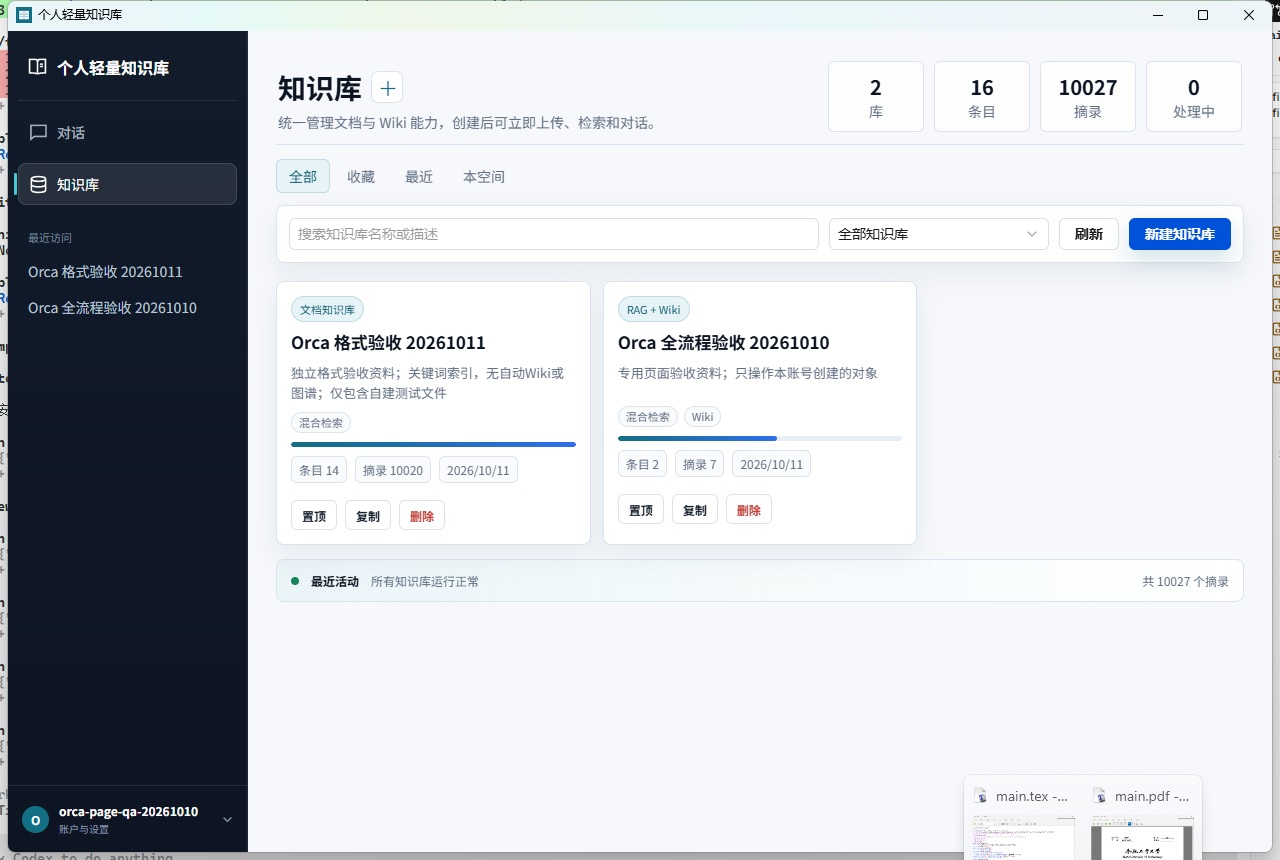 个人轻量知识库
个人轻量知识库
对话
知识库
最近访问
Orca 格式验收 20261011
Orca 全流程验收 20261010
orca-page-qa-20261010
账户与设置
O
知识库
统一管理文档与 Wiki 能力，创建后可立即上传、检索和对话。
2
库
16
条目
10027
摘录
0
处理中
全部 收藏 最近 本空间
搜索知识库名称或描述
全部知识库
刷新
新建知识库
文档知识库
Orca 格式验收 20261011
独立格式验收资料；关键词索引，无自动Wiki或
图谱；仅包含自建测试文件
混合检索
条目 14 摘录 10020 2026/10/11
置顶 复制 删除
RAG + Wiki
Orca 全流程验收 20261010
专用页面验收资料；只操作本账号创建的对象
混合检索 Wiki
条目 2 摘录 7 2026/10/11
置顶 复制 删除
最近活动 所有知识库运行正常
共 10027 个摘录
main.tex -...
main.pdf -...
Codex to do anything